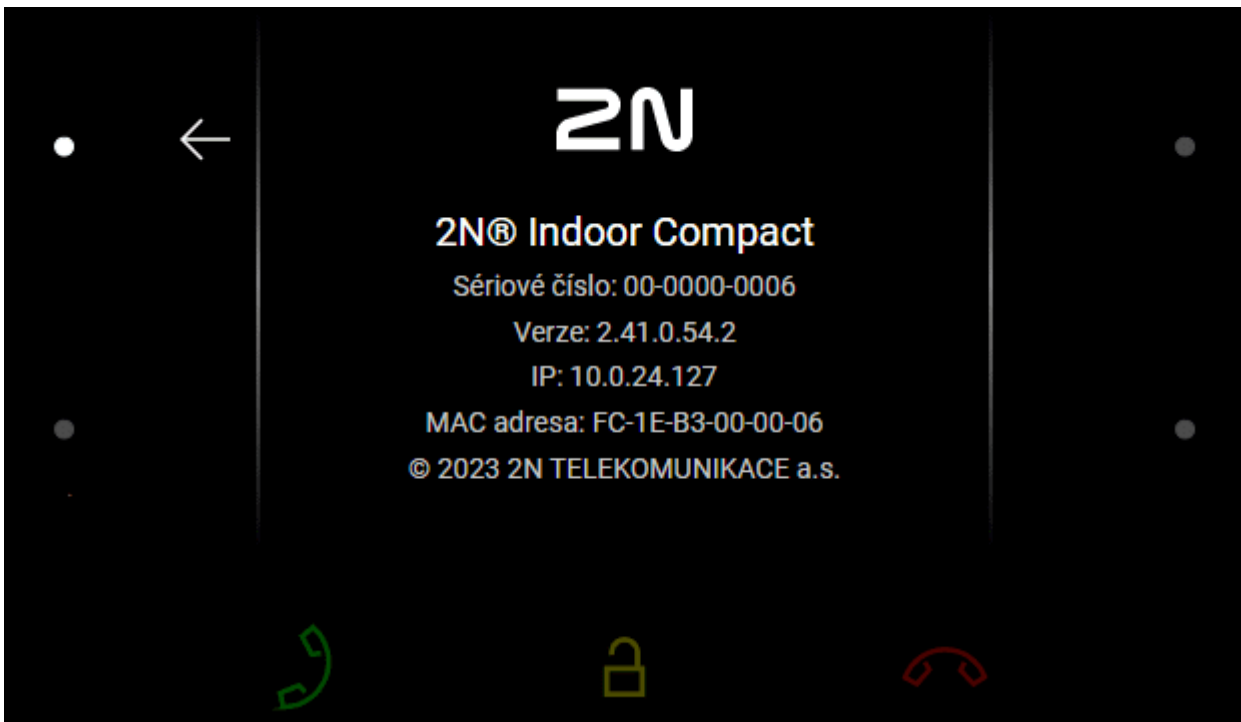 2N
2N® Indoor Compact
Sériové číslo: 00-0000-0006
Verze: 2.41.0.54.2
IP: 10.0.24.127
MAC adresa: FC-1E-B3-00-00-06
© 2023 2N TELEKOMUNIKACE a.s.